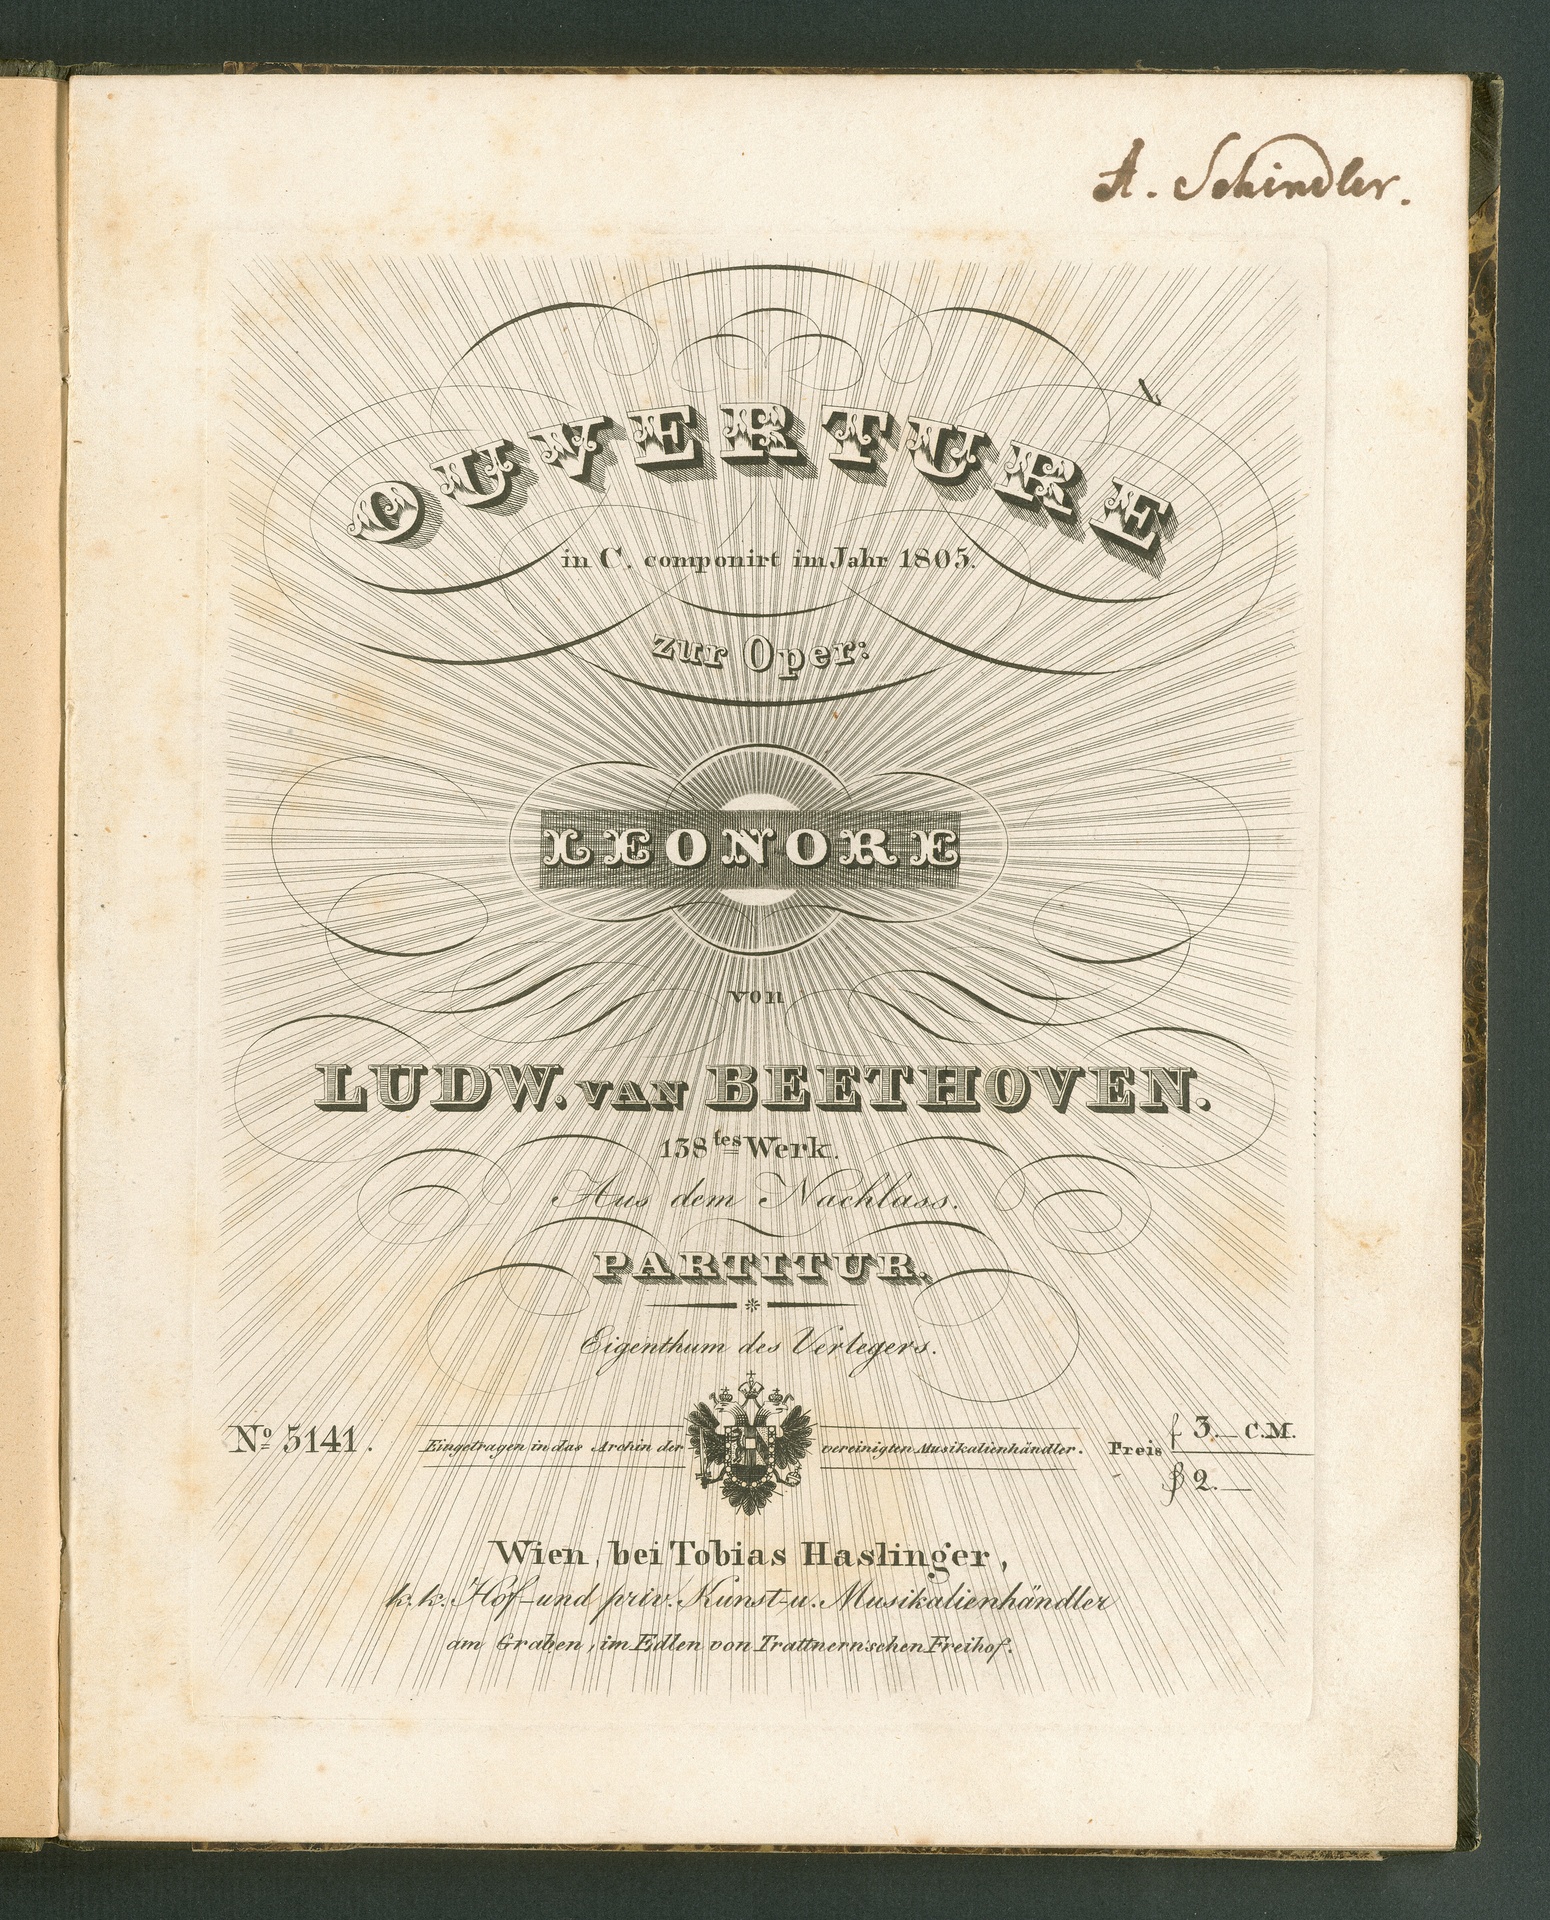 A. Schindler.
OUVERTURE
in C. componirt im Jahr 1805.
zur Oper:
LEONORE
von
LUDW. VAN BEETHOVEN.
138tes Werk.
Aus dem Nachlass.
PARTITUR.
Eigenthum des Verlegers.
No 5141. Eingetragen in das Archiv der vereinigten Musikalienhändler. Preis f 3.— C.M.
2.—
Wien, bei Tobias Haslinger,
k.k. Hof- und priv. Kunst- u. Musikalienhändler
am Graben, im Edlen von Trattnern'schen Freihof.